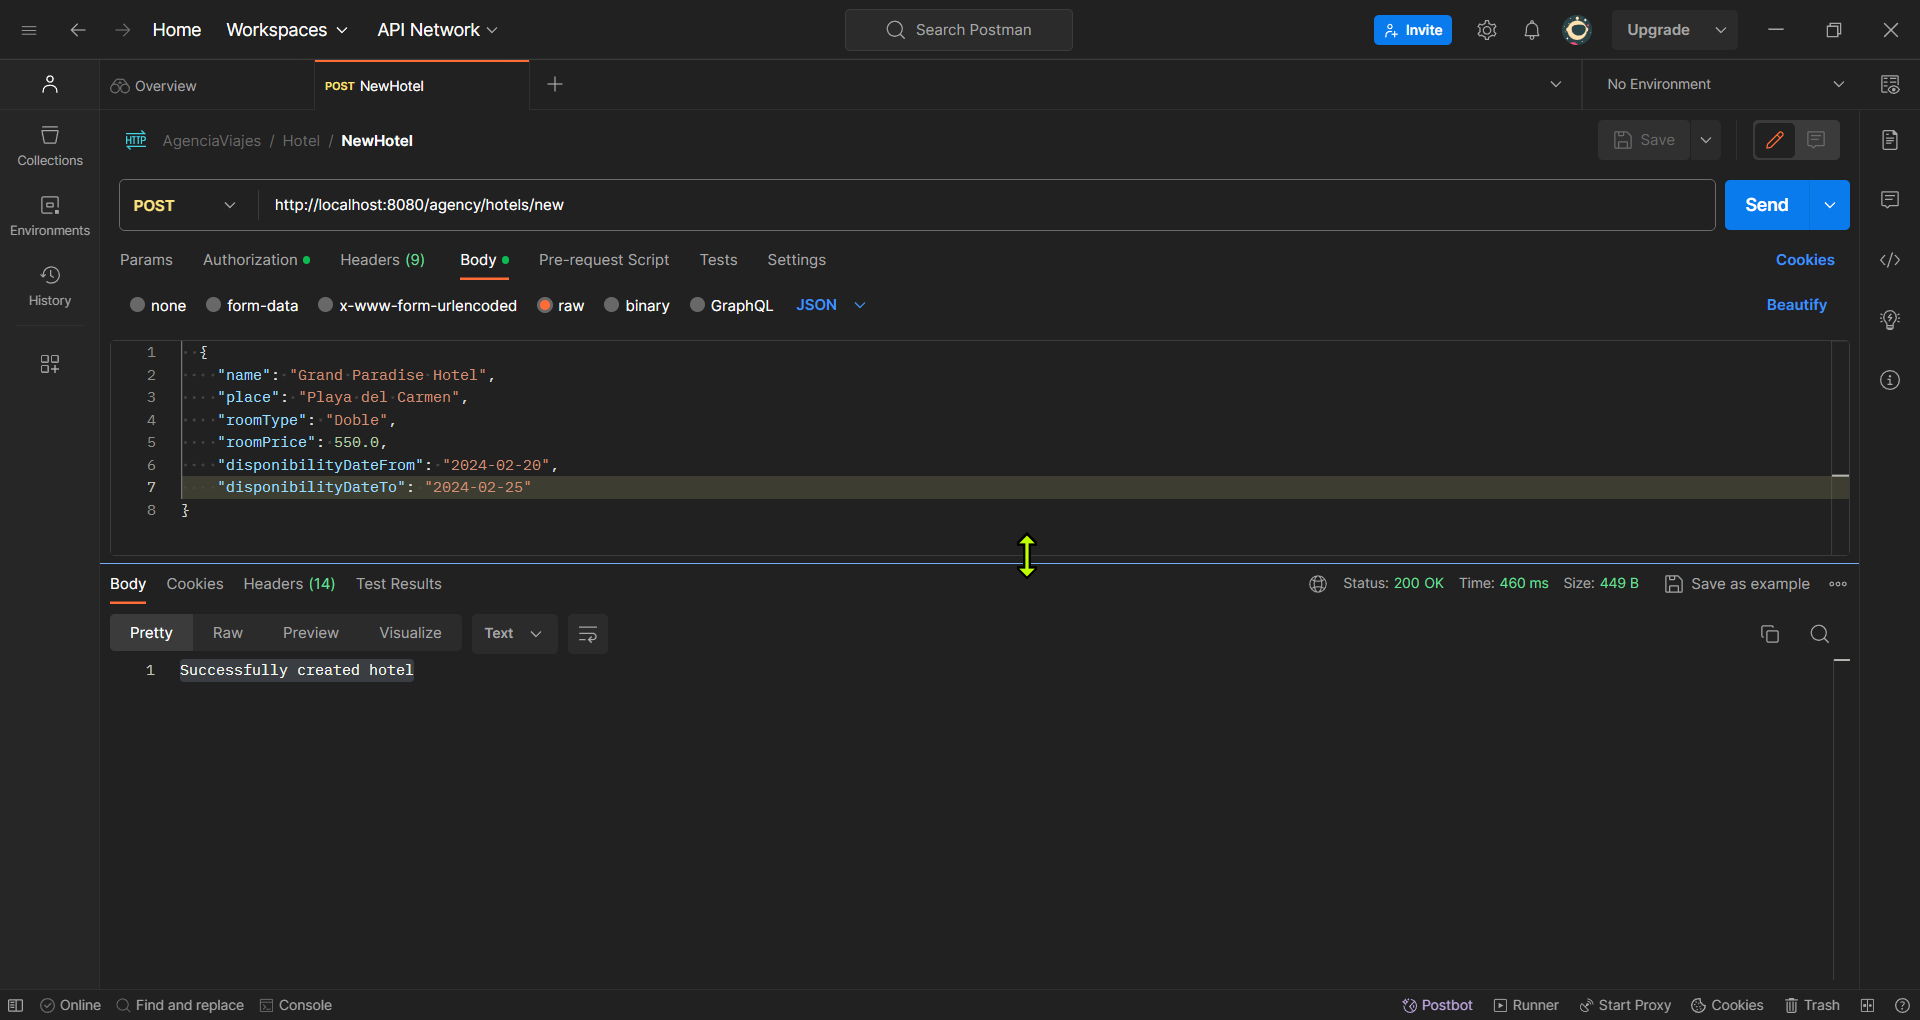 Home Workspaces API Network Search Postman Invite Upgrade
Overview POST NewHotel No Environment
HTTP AgenciaViajes / Hotel / NewHotel Save
Collections
Environments
History
POST http://localhost:8080/agency/hotels/new Send
Params Authorization Headers (9) Body Pre-request Script Tests Settings Cookies
none form-data x-www-form-urlencoded raw binary GraphQL JSON Beautify
1 {
2 "name": "Grand Paradise Hotel",
3 "place": "Playa del Carmen",
4 "roomType": "Doble",
5 "roomPrice": 550.0,
6 "disponibilityDateFrom": "2024-02-20",
7 "disponibilityDateTo": "2024-02-25"
8 }
Body Cookies Headers (14) Test Results Status: 200 OK Time: 460 ms Size: 449 B Save as example
Pretty Raw Preview Visualize Text
1 Successfully created hotel
Online Find and replace Console Postbot Runner Start Proxy Cookies Trash